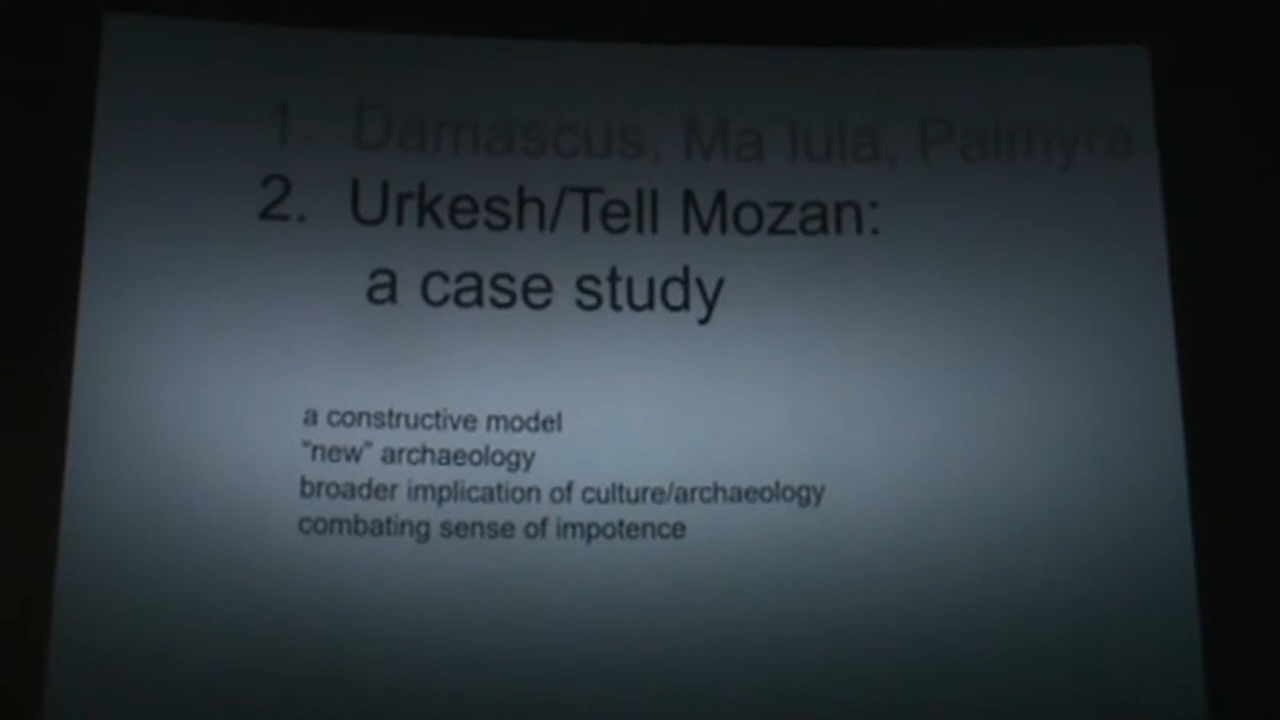 1. Damascus, Ma`lula, Palmyra
2. Urkesh/Tell Mozan:
a case study
a constructive model
"new" archaeology
broader implication of culture/archaeology
combating sense of impotence